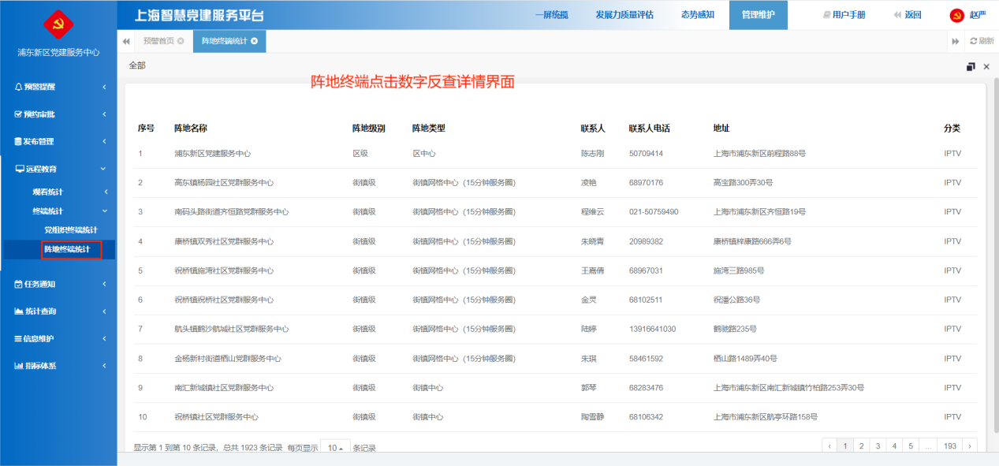 上海智慧党建服务平台
一屏统揽 发展力质量评估 态势感知 管理维护 用户手册 返回 赵严
浦东新区党建服务中心
预警首页 阵地终端统计 刷新
全部
阵地终端点击数字反查详情界面
预警提醒
预约审批
发布管理
远程教育
观看统计
终端统计
党组织终端统计
阵地终端统计
任务通知
统计查询
信息维护
指标体系
序号 阵地名称 阵地级别 阵地类型 联系人 联系人电话 地址 分类
1 浦东新区党建服务中心 区级 区中心 陈志刚 50709414 上海市浦东新区前程路88号 IPTV
2 高东镇杨园社区党群服务中心 街镇级 街镇网格中心（15分钟服务圈） 凌艳 68970176 高宝路300弄30号 IPTV
3 南码头路街道齐恒路党群服务中心 街镇级 街镇网格中心（15分钟服务圈） 程维云 021-50759490 上海市浦东新区齐恒路19号 IPTV
4 康桥镇双秀社区党群服务中心 街镇级 街镇网格中心（15分钟服务圈） 朱晓青 20989382 康桥镇梓康路666弄6号 IPTV
5 祝桥镇施湾社区党群服务中心 街镇级 街镇网格中心（15分钟服务圈） 王嘉倩 68967031 施湾三路985号 IPTV
6 祝桥镇祝桥社区党群服务中心 街镇级 街镇网格中心（15分钟服务圈） 金灵 68102511 祝潘公路36号 IPTV
7 航头镇鹤沙航城社区党群服务中心 街镇级 街镇网格中心（15分钟服务圈） 陆婷 13916641030 鹤驰路235号 IPTV
8 金杨新村街道栖山党群服务中心 街镇级 街镇网格中心（15分钟服务圈） 朱琪 58461592 栖山路1489弄40号 IPTV
9 南汇新城镇社区党群服务中心 街镇级 街镇中心 郭琴 68283476 上海市浦东新区南汇新城镇竹柏路253弄30号 IPTV
10 祝桥镇社区党群服务中心 街镇级 街镇中心 陶雪静 68106342 上海市浦东新区航亭环路158号 IPTV
显示第 1 到第 10 条记录，总共 1923 条记录 每页显示 10 条记录 ‹ 1 2 3 4 5 ... 193 ›